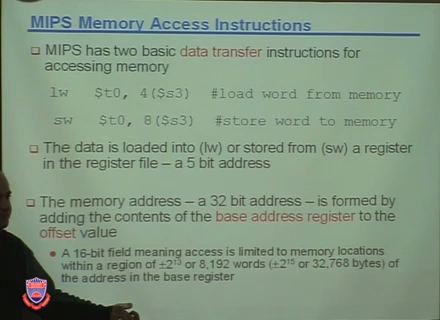 MIPS Memory Access Instructions
MIPS has two basic data transfer instructions for
accessing memory
lw $t0, 4($s3) #load word from memory
sw $t0, 8($s3) #store word to memory
The data is loaded into (lw) or stored from (sw) a register
in the register file – a 5 bit address
The memory address – a 32 bit address – is formed by
adding the contents of the base address register to the
offset value
A 16-bit field meaning access is limited to memory locations
within a region of ±2¹³ or 8,192 words (±2¹⁵ or 32,768 bytes) of
the address in the base register